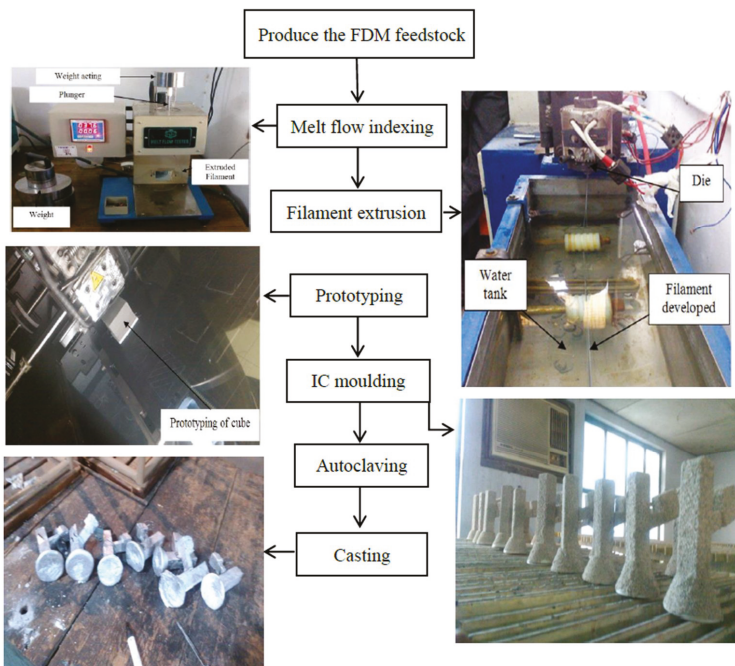 Produce the FDM feedstock
Weight acting
Plunger
Melt flow indexing
Extruded
Filament
Weight
Filament extrusion
Die
Water
tank
Filament
developed
Prototyping
Prototyping of cube
IC moulding
Autoclaving
Casting